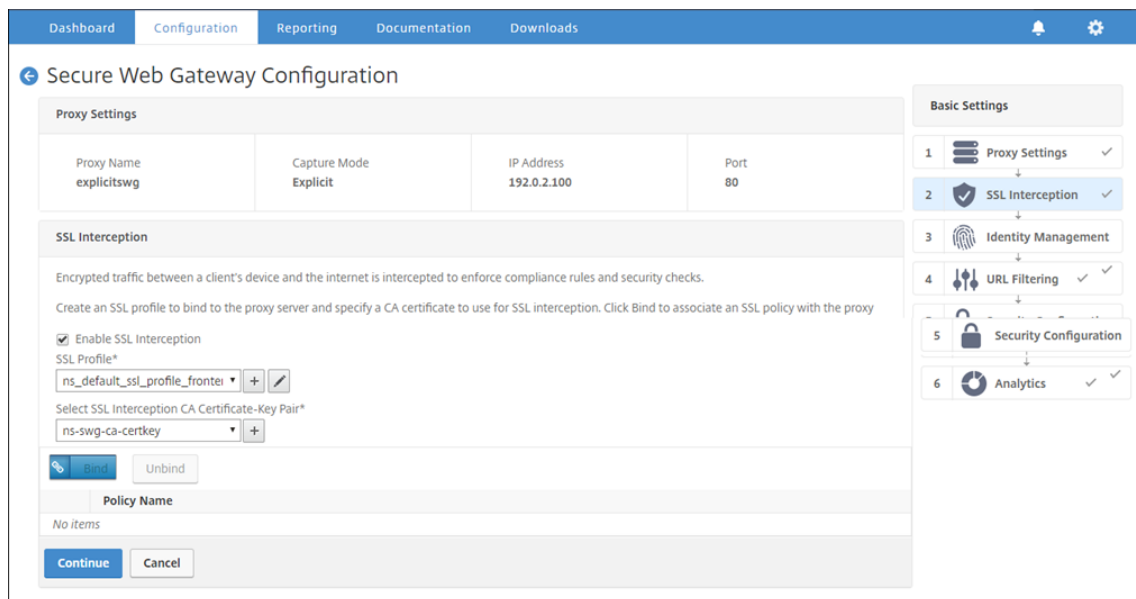 Dashboard Configuration Reporting Documentation Downloads
Secure Web Gateway Configuration
Proxy Settings
Proxy Name
explicitswg
Capture Mode
Explicit
IP Address
192.0.2.100
Port
80
SSL Interception
Encrypted traffic between a client's device and the internet is intercepted to enforce compliance rules and security checks.
Create an SSL profile to bind to the proxy server and specify a CA certificate to use for SSL interception. Click Bind to associate an SSL policy with the proxy
Enable SSL Interception
SSL Profile*
ns_default_ssl_profile_fronte
Select SSL Interception CA Certificate-Key Pair*
ns-swg-ca-certkey
Bind Unbind
Policy Name
No items
Continue Cancel
Basic Settings
1 Proxy Settings
2 SSL Interception
3 Identity Management
4 URL Filtering
5 Security Configuration
6 Analytics